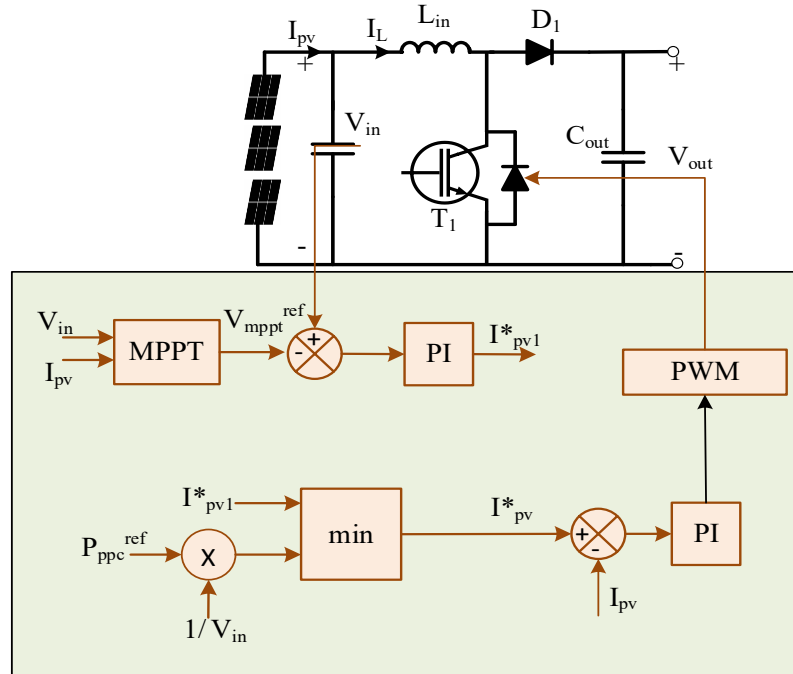 I_pv I_L L_in D_1
+ +
V_in C_out V_out
T_1
- -
V_in V_mppt^ref + I*_pv1
MPPT - PI
I_pv PWM
I*_pv1 I*_pv
min PI
P_ppc^ref X + -
1/V_in I_pv